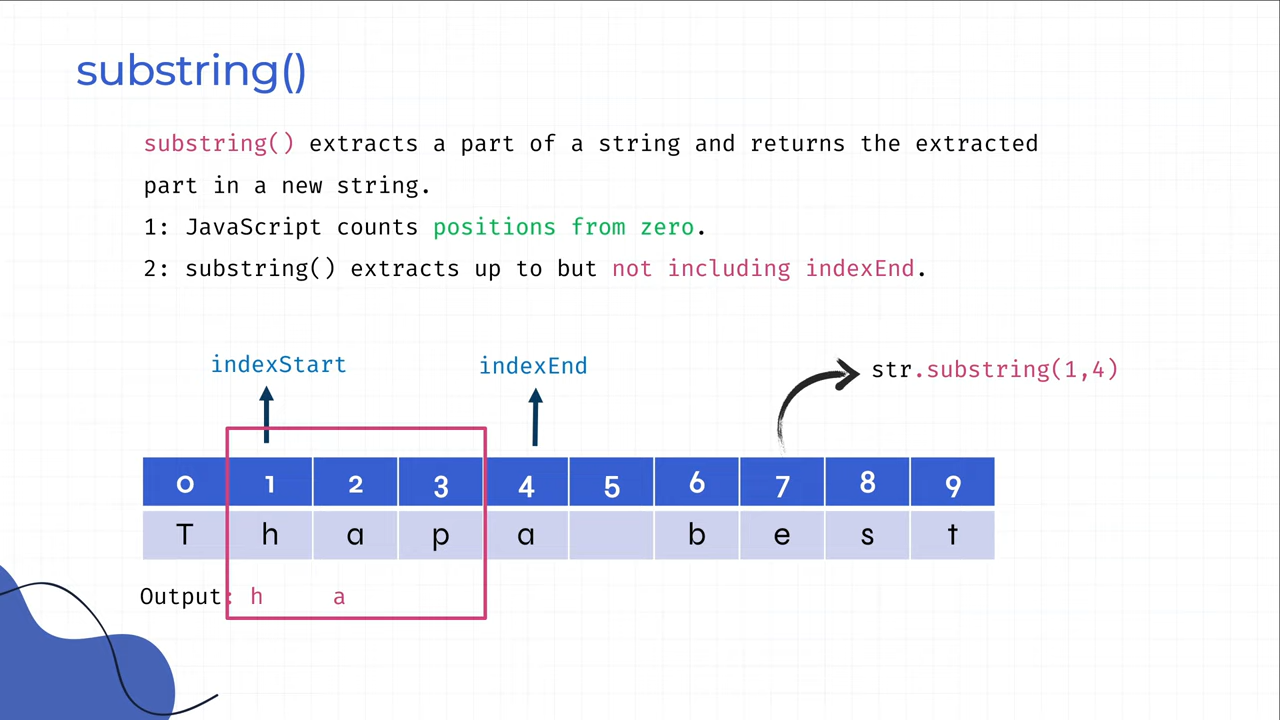 substring()
substring() extracts a part of a string and returns the extracted
part in a new string.
1: JavaScript counts positions from zero.
2: substring() extracts up to but not including indexEnd.
indexStart indexEnd str.substring(1,4)
0 1 2 3 4 5 6 7 8 9
T h a p a b e s t
Output: h a